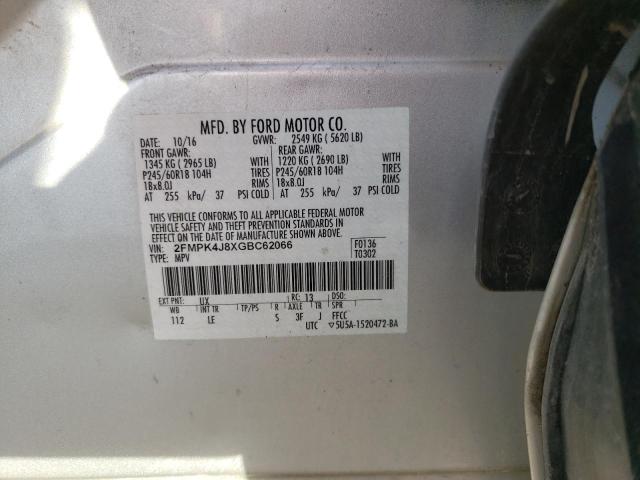 MFD. BY FORD MOTOR CO.
DATE: 10/16 GVWR: 2549 KG ( 5620 LB)
FRONT GAWR: REAR GAWR:
1345 KG ( 2965 LB) WITH 1220 KG ( 2690 LB) WITH
P245/60R18 104H TIRES P245/60R18 104H TIRES
18x8.0J RIMS 18x8.0J RIMS
AT 255 kPa/ 37 PSI COLD AT 255 kPa/ 37 PSI COLD
THIS VEHICLE CONFORMS TO ALL APPLICABLE FEDERAL MOTOR
VEHICLE SAFETY AND THEFT PREVENTION STANDARDS IN
EFFECT ON THE DATE OF MANUFACTURE SHOWN ABOVE.
VIN: 2FMPK4J8XGBC62066 F0136
TYPE: MPV T0302
EXT PNT: UX RC: 13 DSO:
WB INT TR TP/PS R AXLE TR SPR
112 LE S 3F J FFCC
UTC ▽5U5A-1520472-BA